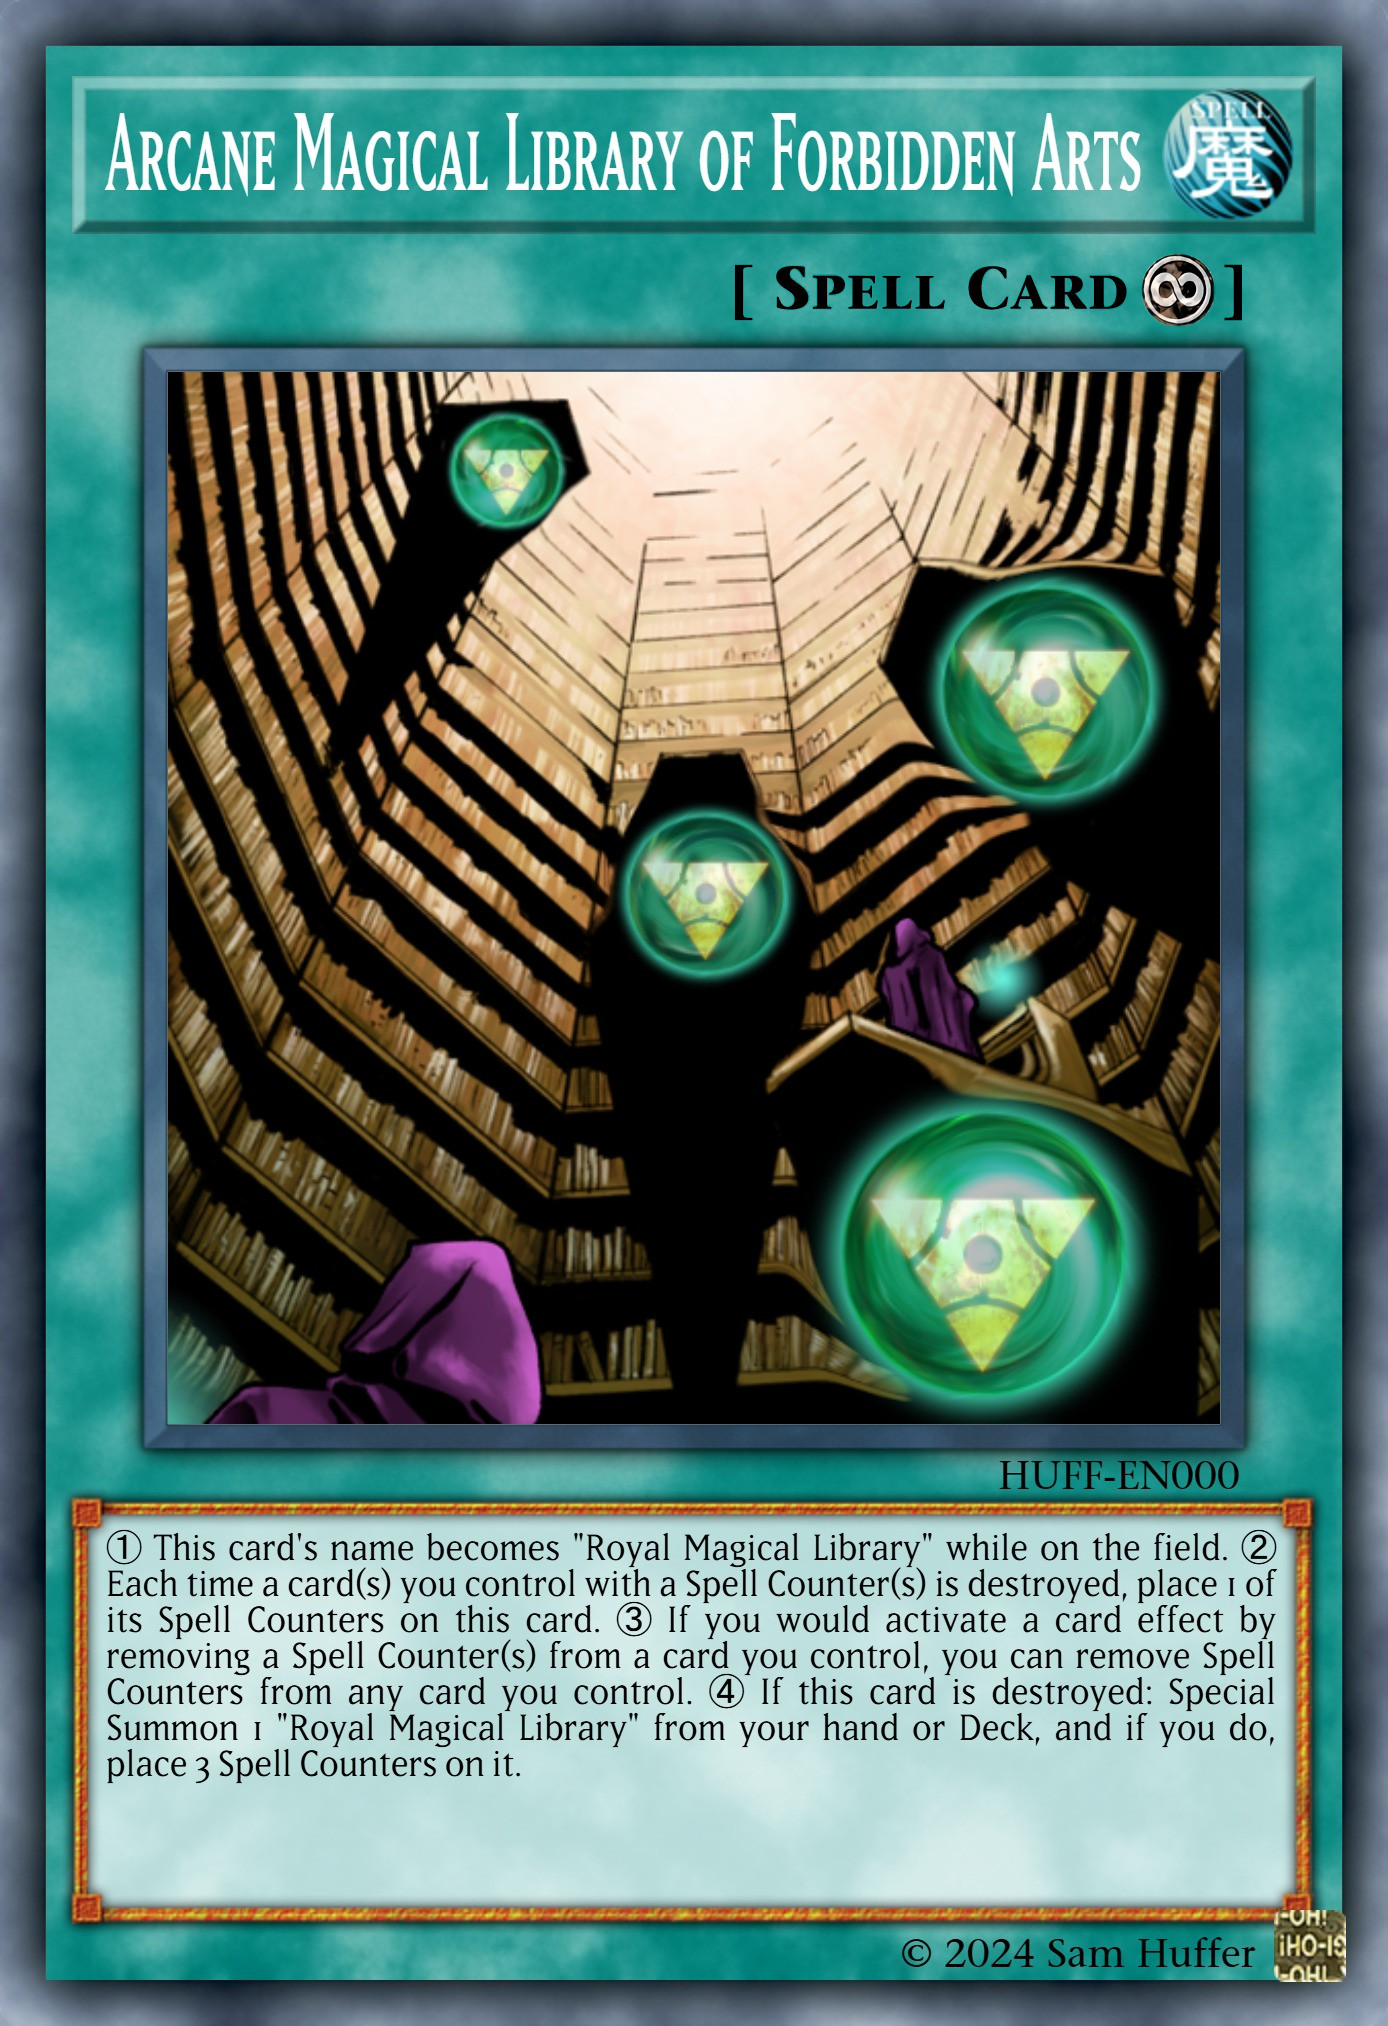 Arcane Magical Library of Forbidden Arts
SPELL
魔
[ Spell Card ]
HUFF-EN000
① This card's name becomes "Royal Magical Library" while on the field. ②
Each time a card(s) you control with a Spell Counter(s) is destroyed, place 1 of
its Spell Counters on this card. ③ If you would activate a card effect by
removing a Spell Counter(s) from a card you control, you can remove Spell
Counters from any card you control. ④ If this card is destroyed: Special
Summon 1 "Royal Magical Library" from your hand or Deck, and if you do,
place 3 Spell Counters on it.
© 2024 Sam Huffer